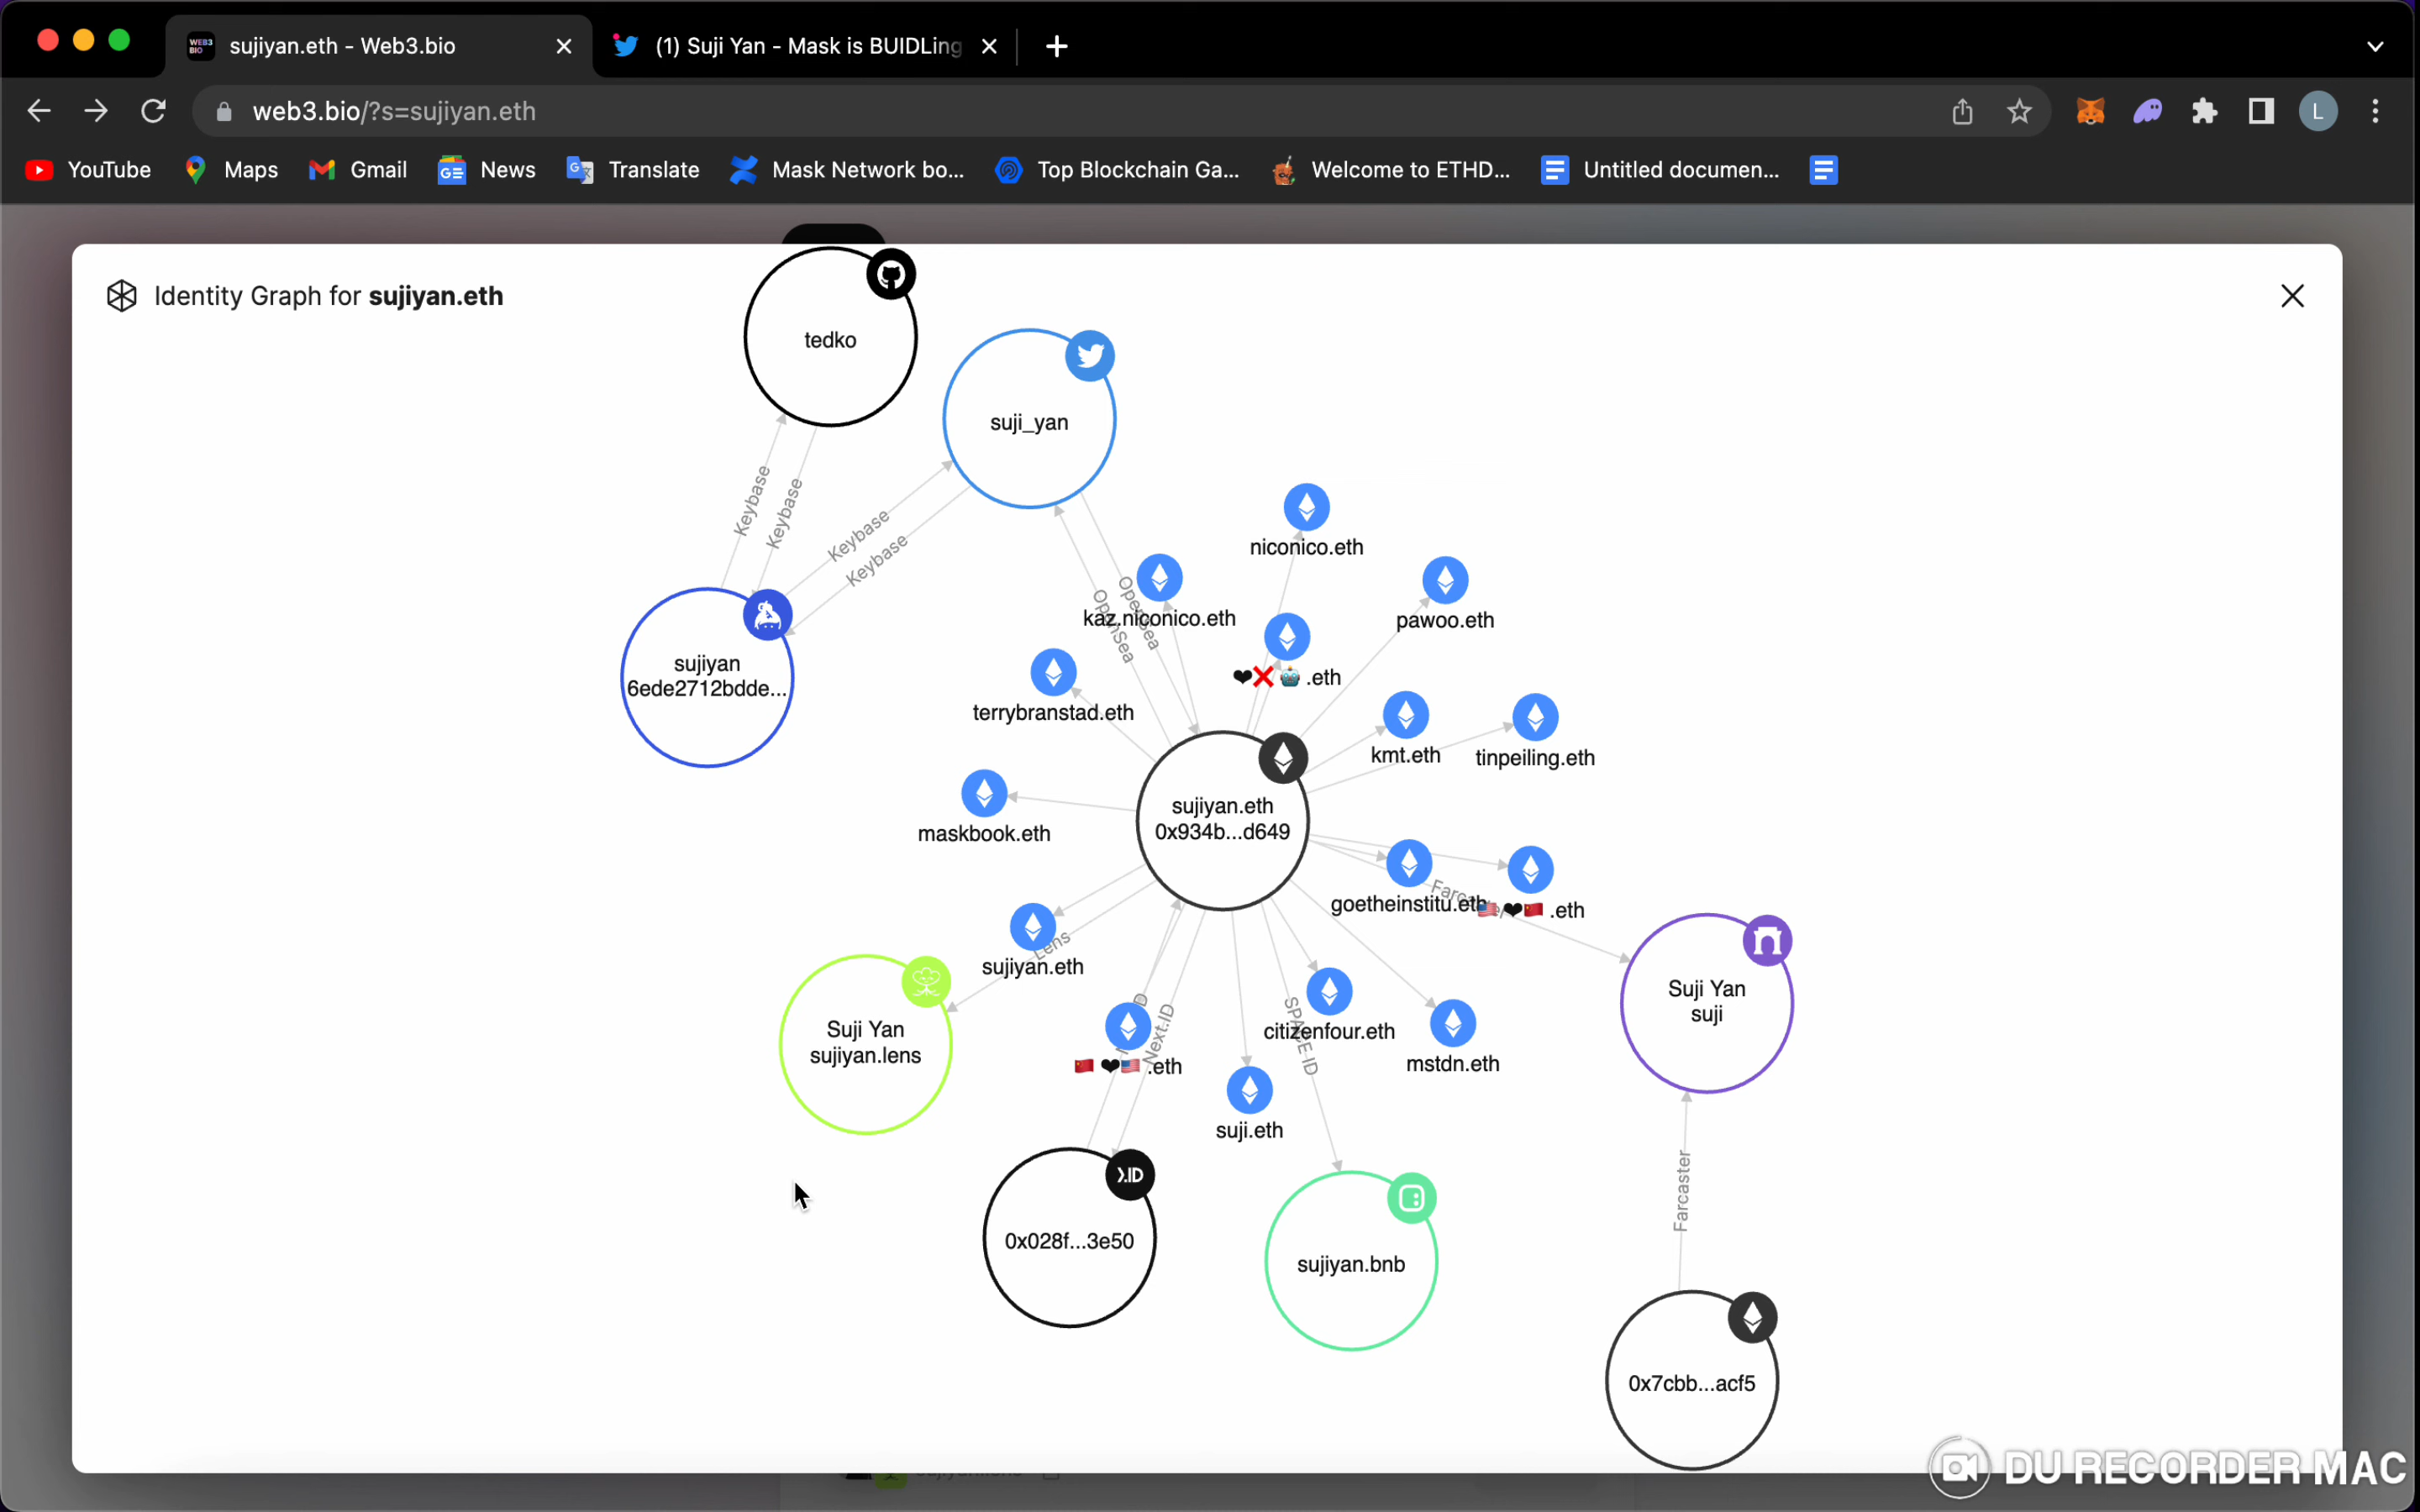 WEB3 BIO
sujiyan.eth - Web3.bio
(1) Suji Yan - Mask is BUIDLing
web3.bio/?s=sujiyan.eth
L
YouTube
Maps
Gmail
GE
News
Translate
Mask Network bo...
Top Blockchain Ga...
Welcome to ETHD...
Untitled documen...
Identity Graph for sujiyan.eth
tedko
suji_yan
Keybase
Keybase
Keybase
Keybase
niconico.eth
kaz.niconico.eth
OpenSea
OpenSea
pawoo.eth
❤❌🤖.eth
sujiyan
6ede2712bdde...
terrybranstad.eth
kmt.eth
tinpeiling.eth
maskbook.eth
sujiyan.eth
0x934b...d649
goetheinstitu.eth
🇺🇸❤🇨🇳.eth
Lens
sujiyan.eth
Suji Yan
sujiyan.lens
Suji Yan
suji
🇨🇳❤🇺🇸.eth
Next.ID
citizenfour.eth
SPACE ID
mstdn.eth
suji.eth
Farcaster
.ID
0x028f...3e50
sujiyan.bnb
0x7cbb...acf5
DU RECORDER MAC